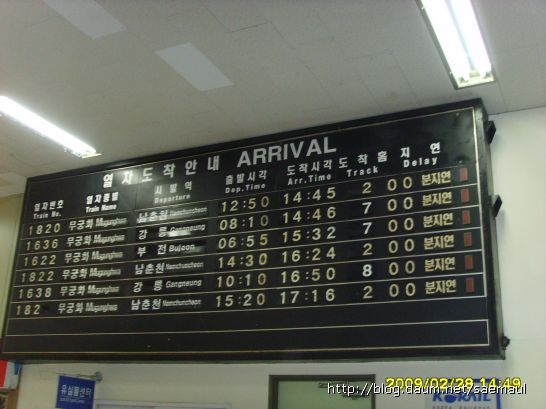 열차도착안내 ARRIVAL
열차번호 열차종별 시발역 출발시각 도착시각 도착홈 지연
Train No. Train Name Departure Dep.Time Arr.Time Track Delay
1820 무궁화 Mugunghwa 남춘천 Namchuncheon 12:50 14:45 2 00 분지연
1636 무궁화 Mugunghwa 강릉 Gangneung 08:10 14:46 7 00 분지연
1622 무궁화 Mugunghwa 부전 Bujeon 06:55 15:32 7 00 분지연
1822 무궁화 Mugunghwa 남춘천 Namchuncheon 14:30 16:24 2 00 분지연
1638 무궁화 Mugunghwa 강릉 Gangneung 10:10 16:50 8 00 분지연
182 무궁화 Mugunghwa 남춘천 Namchuncheon 15:20 17:16 2 00 분지연
유실물센터
KORAIL
2009/02/28 14:49
http://blog.daum.net/saemaul
KORAIL